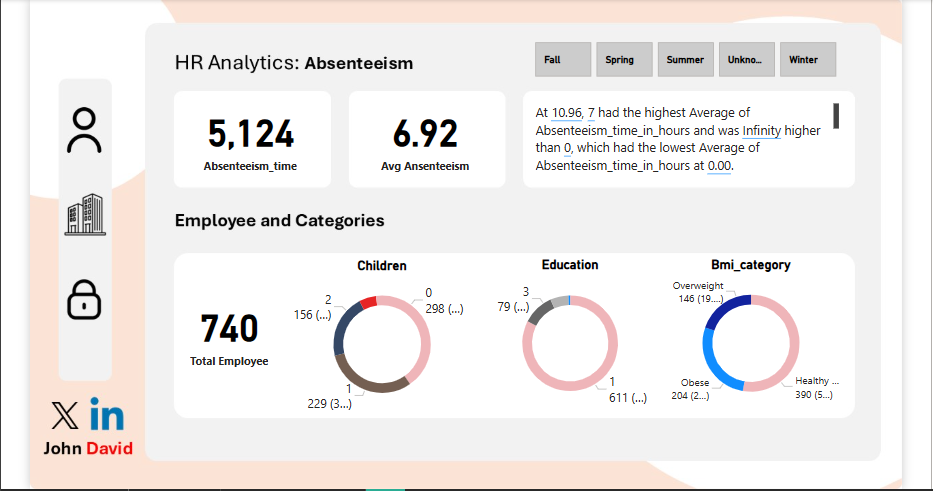 HR Analytics: Absenteeism
Fall
Spring
Summer
Unkno...
Winter
5,124
Absenteeism_time
6.92
Avg Ansenteeism
At 10.96, 7 had the highest Average of
Absenteeism_time_in_hours and was Infinity higher
than 0, which had the lowest Average of
Absenteeism_time_in_hours at 0.00.
Employee and Categories
740
Total Employee
Children
2
156 (...)
0
298 (...)
1
229 (3...)
Education
3
79 (...)
1
611 (...)
Bmi_category
Overweight
146 (19....)
Obese
204 (2...)
Healthy ...
390 (5...)
X in
John David